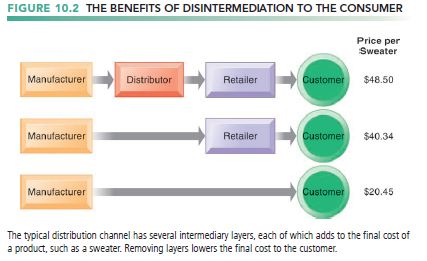 FIGURE 10.2 THE BENEFITS OF DISINTERMEDIATION TO THE CONSUMER
Price per
Sweater
Manufacturer Distributor Retailer Customer $48.50
Manufacturer Retailer Customer $40.34
Manufacturer Customer $20.45
The typical distribution channel has several intermediary layers, each of which adds to the final cost of
a product, such as a sweater. Removing layers lowers the final cost to the customer.